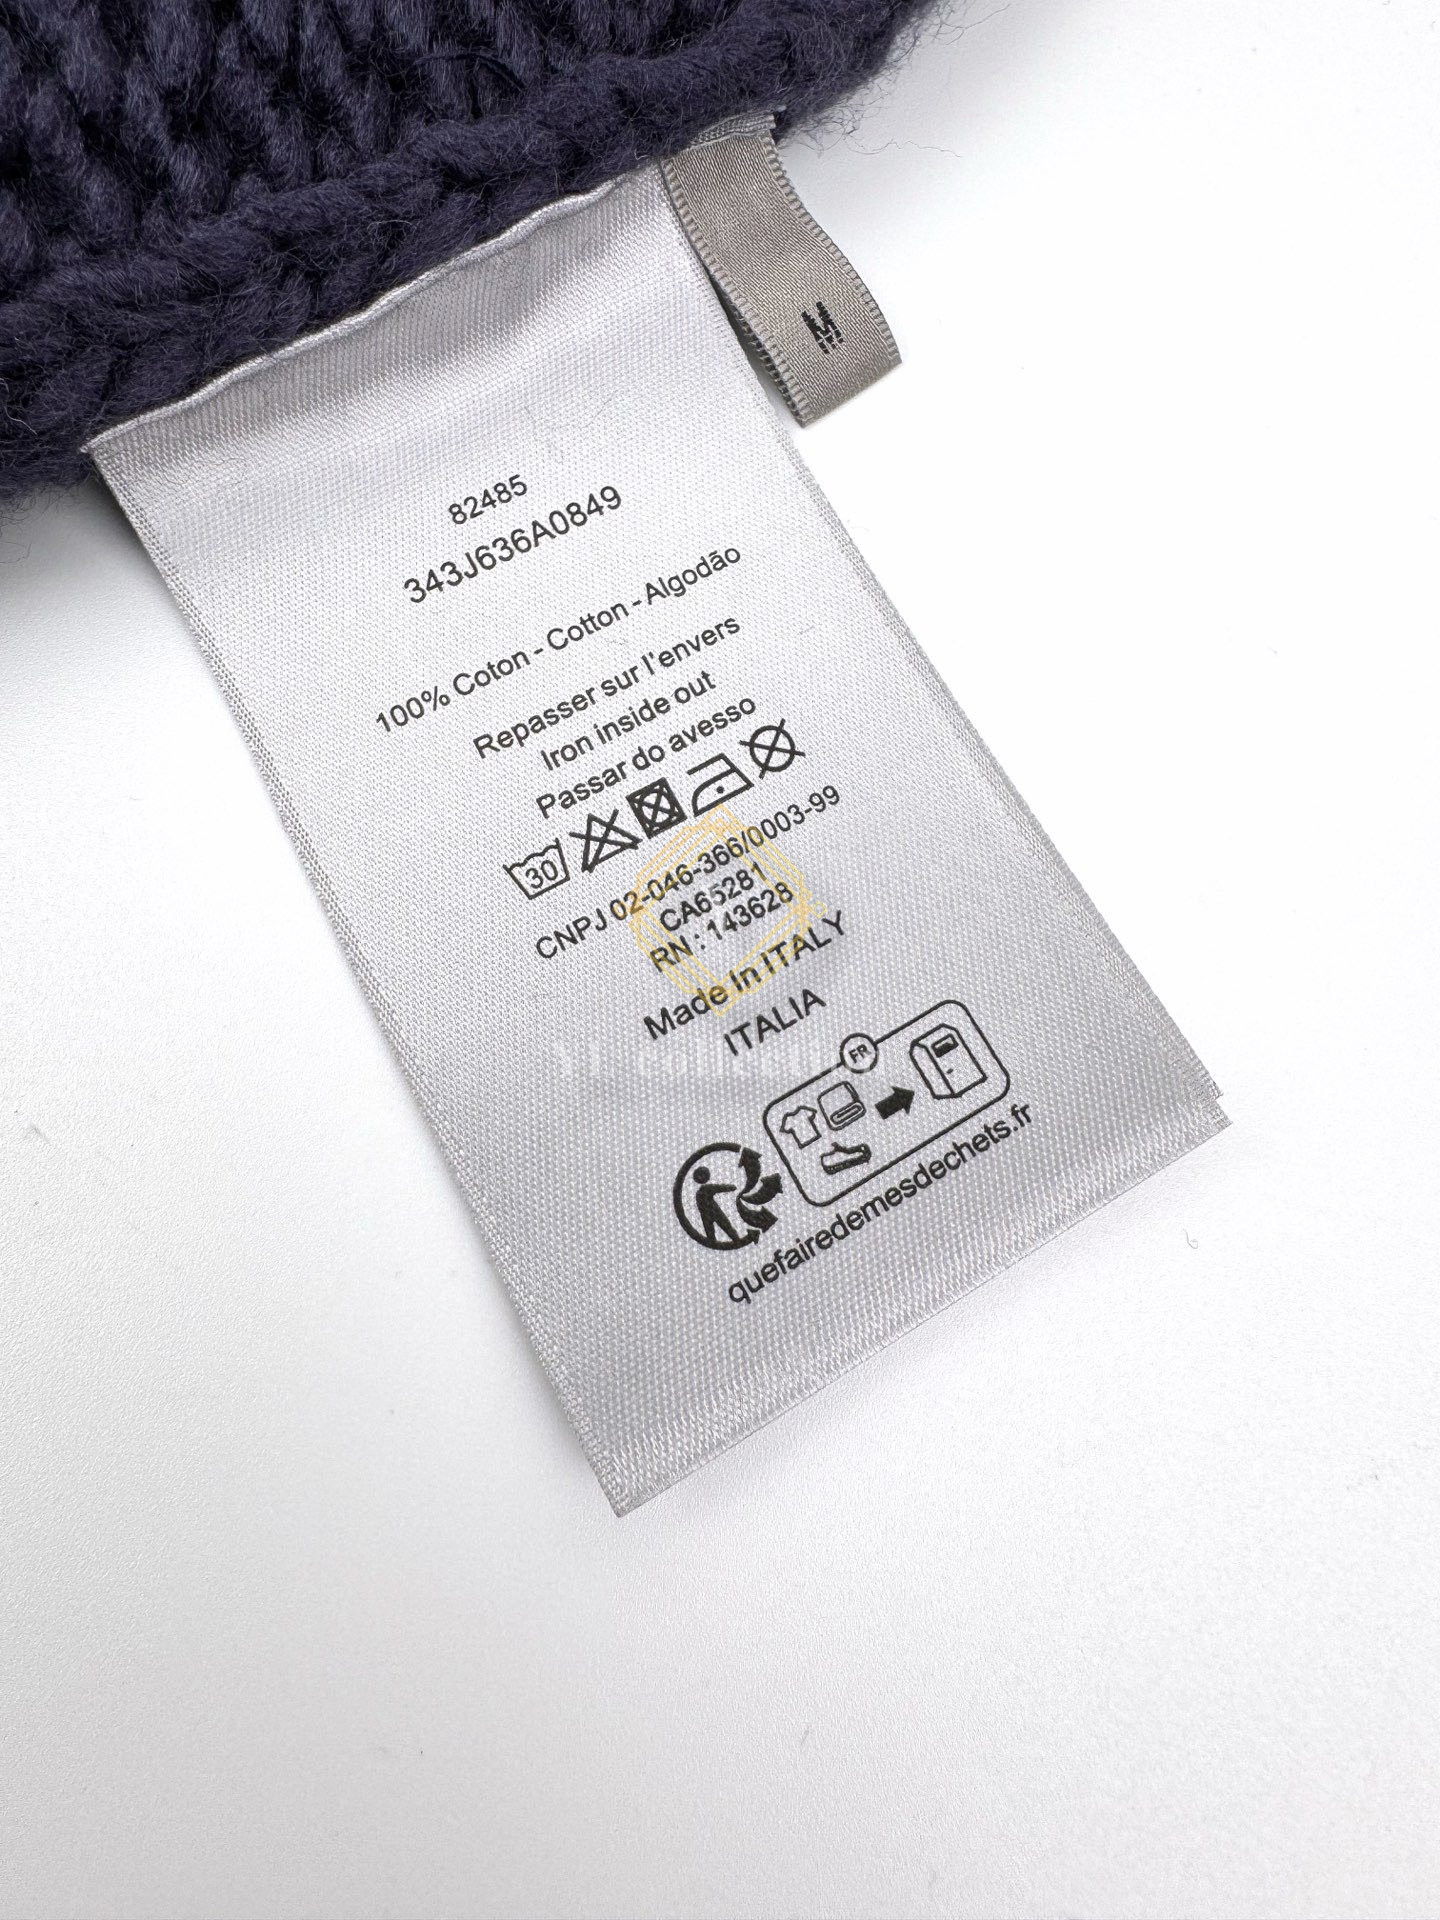 M
82485
343J636A0849
100% Coton - Cotton - Algodão
Repasser sur l'envers
Iron inside out
Passar do avesso
30
CNPJ 02-046-366/0003-99
CA65281
RN : 143628
Made In ITALY
ITALIA
FR
quefairedemesdechets.fr